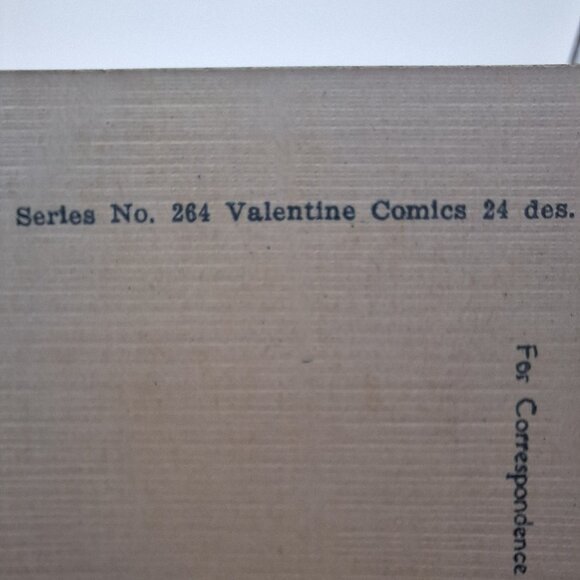 Series No. 264 Valentine Comics 24 des.
For Correspondence